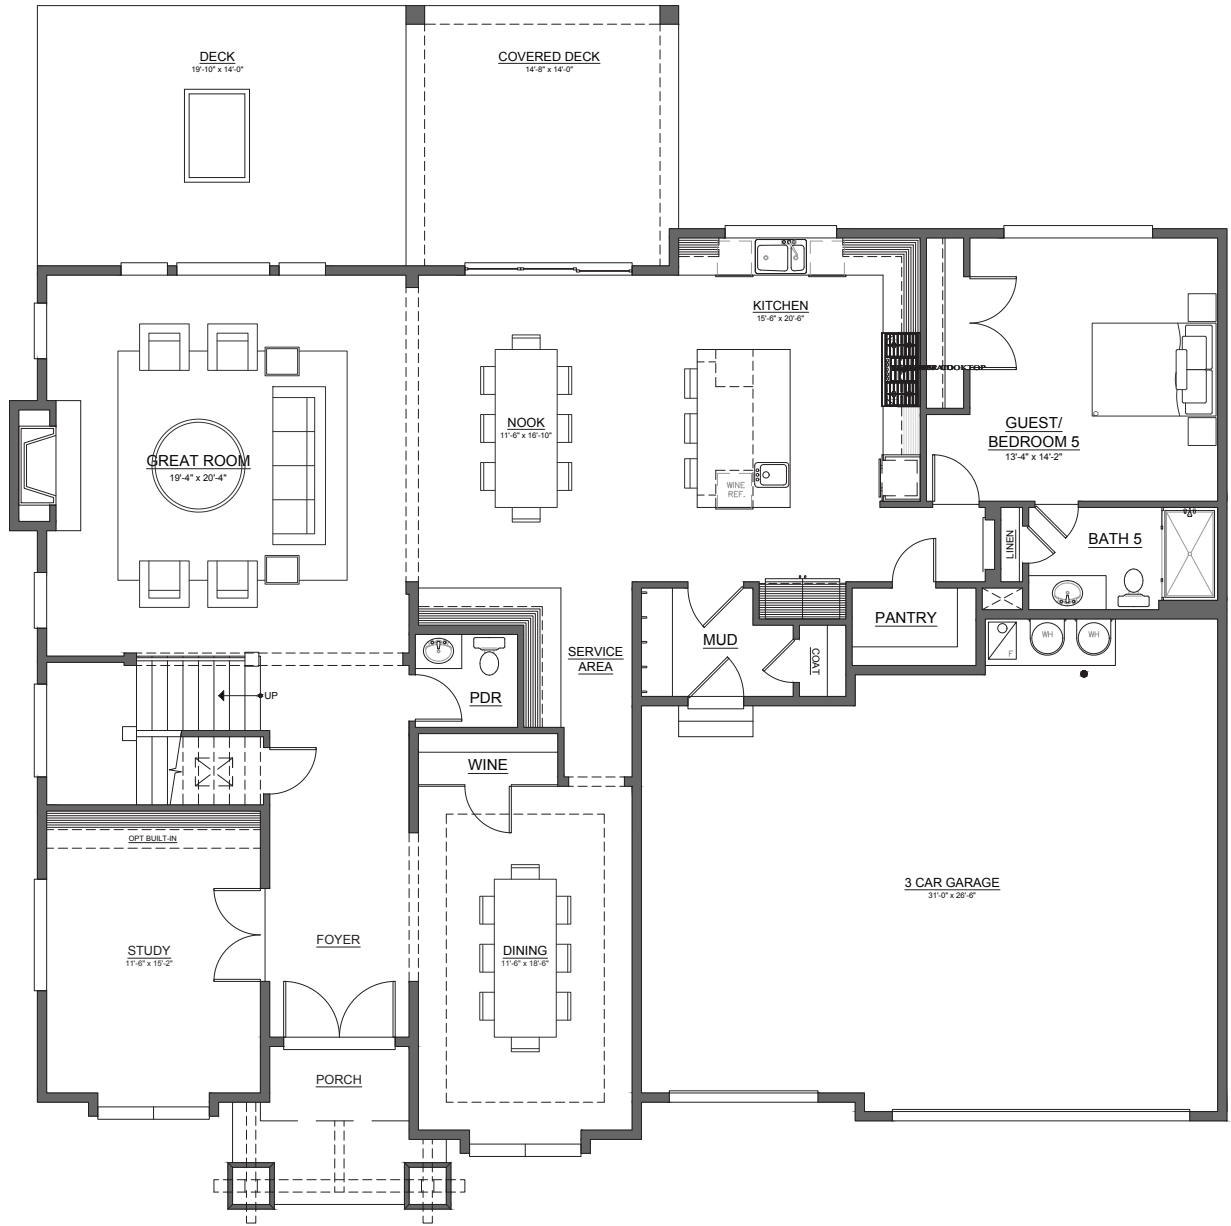 DECK
19'-10" x 14'-0"
COVERED DECK
14'-8" x 14'-0"
KITCHEN
15'-6" x 20'-6"
NOOK
11'-6" x 16'-10"
GUEST/
BEDROOM 5
13'-4" x 14'-2"
GREAT ROOM
19'-4" x 20'-4"
WINE
REF.
LINEN
BATH 5
PANTRY
MUD
COAT
WH
WH
F
SERVICE
AREA
PDR
UP
WINE
OPT BUILT-IN
3 CAR GARAGE
31'-0" x 26'-6"
STUDY
11'-6" x 15'-2"
FOYER
DINING
11'-6" x 18'-6"
PORCH